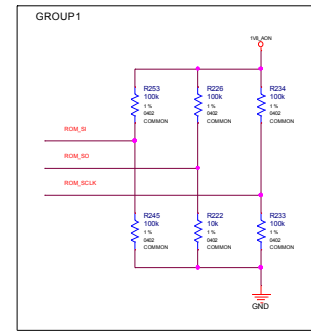 GROUP1
1V8_AON
R253
100k
1 %
0402
COMMON
R226
100k
1 %
0402
COMMON
R234
100k
1 %
0402
COMMON
ROM_SI
ROM_SO
ROM_SCLK
R245
100k
1 %
0402
COMMON
R222
10k
1 %
0402
COMMON
R233
100k
1 %
0402
COMMON
GND